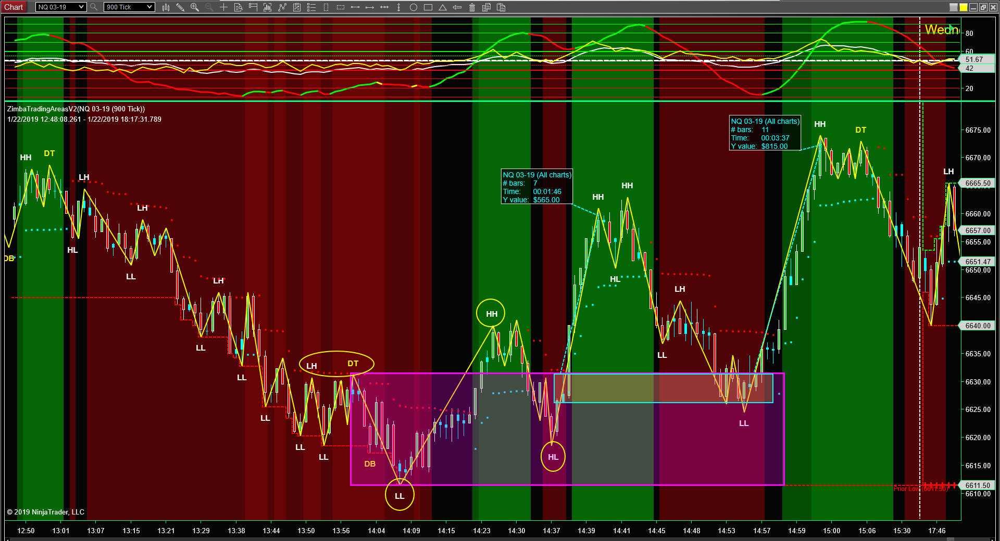 Chart NQ 03-19 900 Tick
80
60
51.67
42
20
ZimbaTradingAreasV2(NQ 03-19 (900 Tick))
1/22/2019 12:48:08.261 - 1/22/2019 18:17:31.789
NQ 03-19 (All charts)
# bars: 11
Time: 00:03:37
Y value: $815.00
NQ 03-19 (All charts)
# bars: 7
Time: 00:01:46
Y value: $565.00
HH
DT
LH
HL
DB
LH
LL
LH
LL
LL
LL
LH
DT
LL
LL
DB
LL
HH
HL
HH
HH
HL
LH
LL
LL
HH
DT
LH
6675.00
6670.00
6665.50
6660.00
6657.00
6655.00
6651.47
6650.00
6645.00
6640.00
6635.00
6630.00
6625.00
6620.00
6615.00
6611.50
6610.00
Prior Low (6611.50)
© 2019 NinjaTrader, LLC
12:50 13:01 13:07 13:15 13:21 13:29 13:38 13:44 13:50 13:56 14:04 14:09 14:15 14:23 14:30 14:37 14:39 14:41 14:45 14:48 14:53 14:57 14:59 15:00 15:06 15:30 17:46